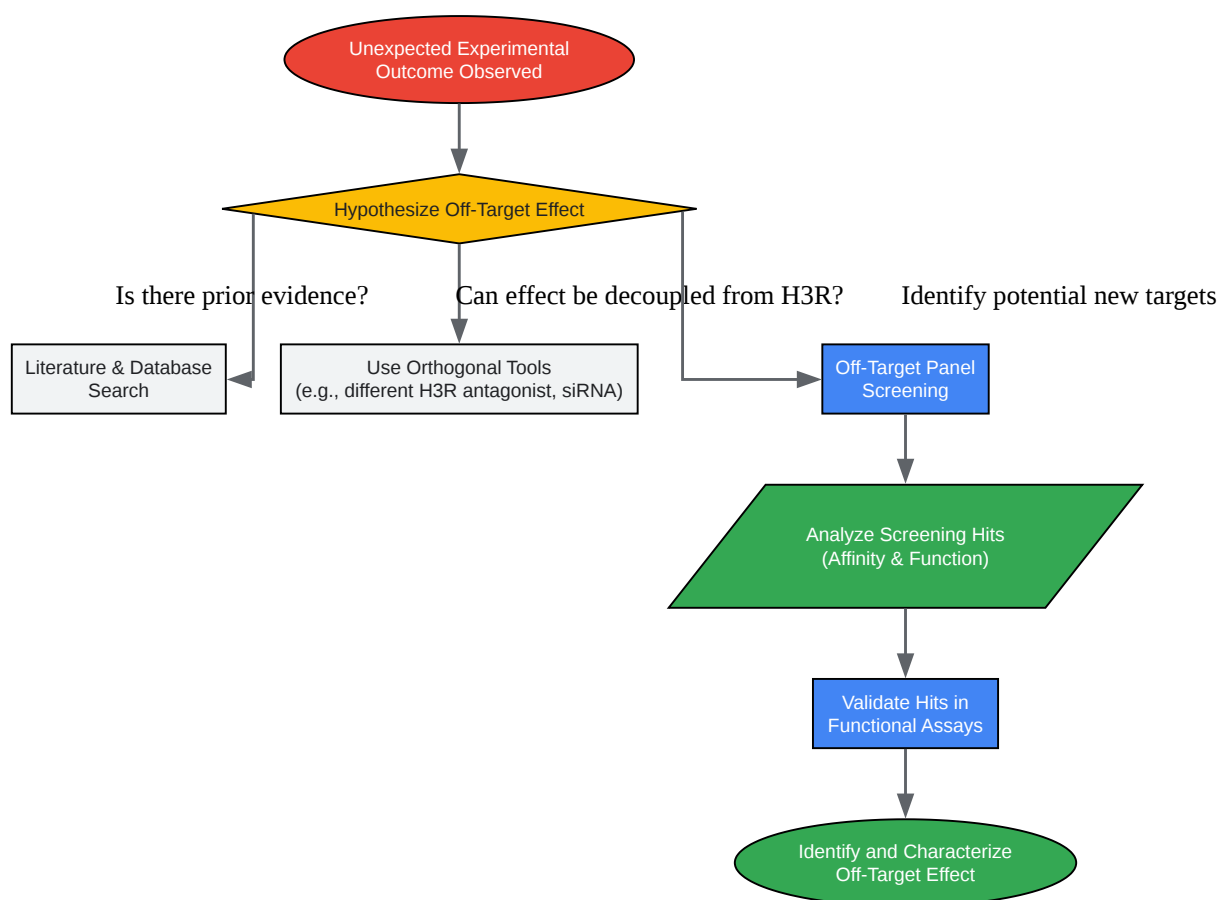 Unexpected Experimental
Outcome Observed
Hypothesize Off-Target Effect
Is there prior evidence?
Can effect be decoupled from H3R?
Identify potential new targets
Literature & Database
Search
Use Orthogonal Tools
(e.g., different H3R antagonist, siRNA)
Off-Target Panel
Screening
Analyze Screening Hits
(Affinity & Function)
Validate Hits in
Functional Assays
Identify and Characterize
Off-Target Effect